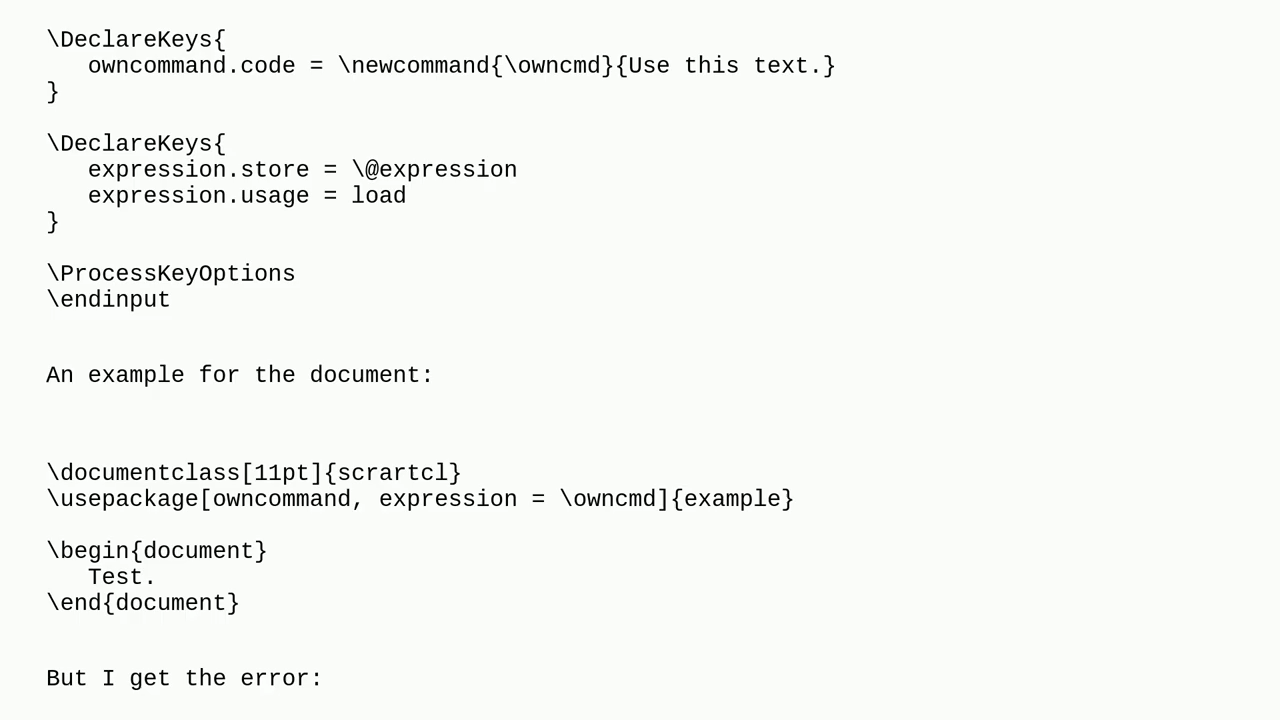 \DeclareKeys{
   owncommand.code = \newcommand{\owncmd}{Use this text.}
}
\DeclareKeys{
   expression.store = \@expression
   expression.usage = load
}
\ProcessKeyOptions
\endinput
An example for the document:
\documentclass[11pt]{scrartcl}
\usepackage[owncommand, expression = \owncmd]{example}
\begin{document}
   Test.
\end{document}
But I get the error: